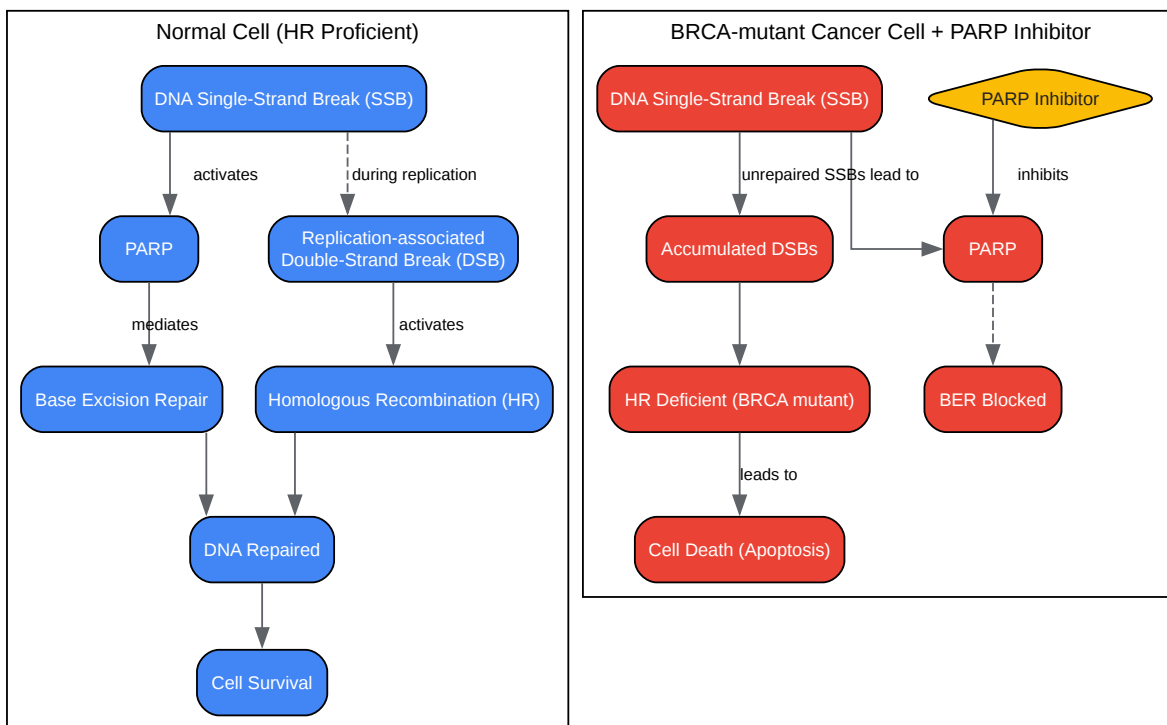 Normal Cell (HR Proficient)
DNA Single-Strand Break (SSB)
activates
during replication
PARP
Replication-associated
Double-Strand Break (DSB)
mediates
activates
Base Excision Repair
Homologous Recombination (HR)
DNA Repaired
Cell Survival
BRCA-mutant Cancer Cell + PARP Inhibitor
DNA Single-Strand Break (SSB)
PARP Inhibitor
unrepaired SSBs lead to
inhibits
Accumulated DSBs
PARP
HR Deficient (BRCA mutant)
BER Blocked
leads to
Cell Death (Apoptosis)